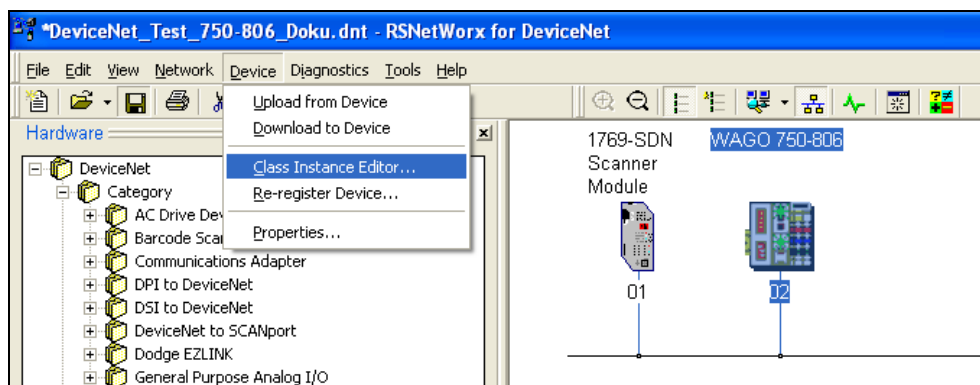 *DeviceNet_Test_750-806_Doku.dnt - RSNetWorx for DeviceNet
File Edit View Network Device Diagnostics Tools Help
Hardware
DeviceNet
Category
AC Drive Dev
Barcode Sca
Communications Adapter
DPI to DeviceNet
DSI to DeviceNet
DeviceNet to SCANport
Dodge EZLINK
General Purpose Analog I/O
Upload from Device
Download to Device
Class Instance Editor...
Re-register Device...
Properties...
1769-SDN
Scanner
Module
01
WAGO 750-806
02